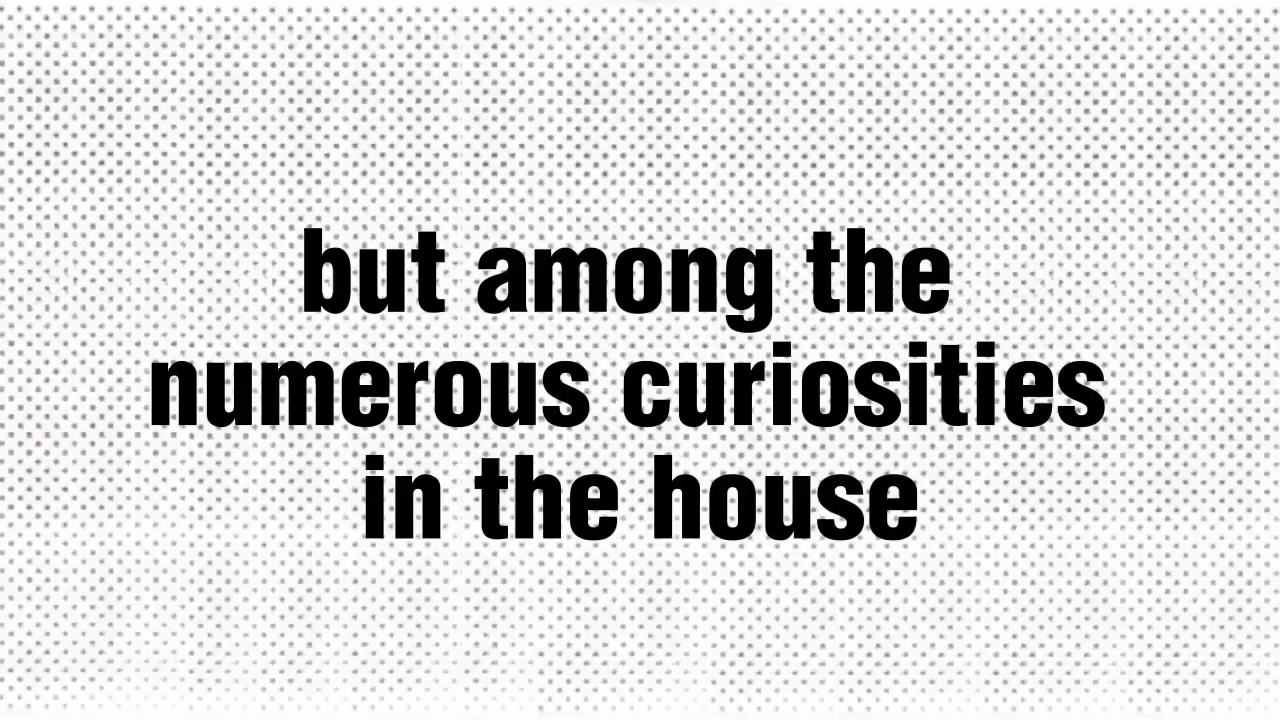 but among the
numerous curiosities
in the house